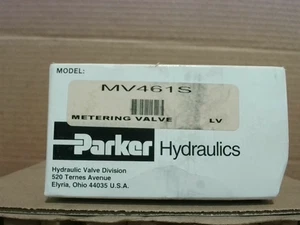 MODEL:
MV461S
METERING VALVE LV
Parker Hydraulics
Hydraulic Valve Division
520 Ternes Avenue
Elyria, Ohio 44035 U.S.A.